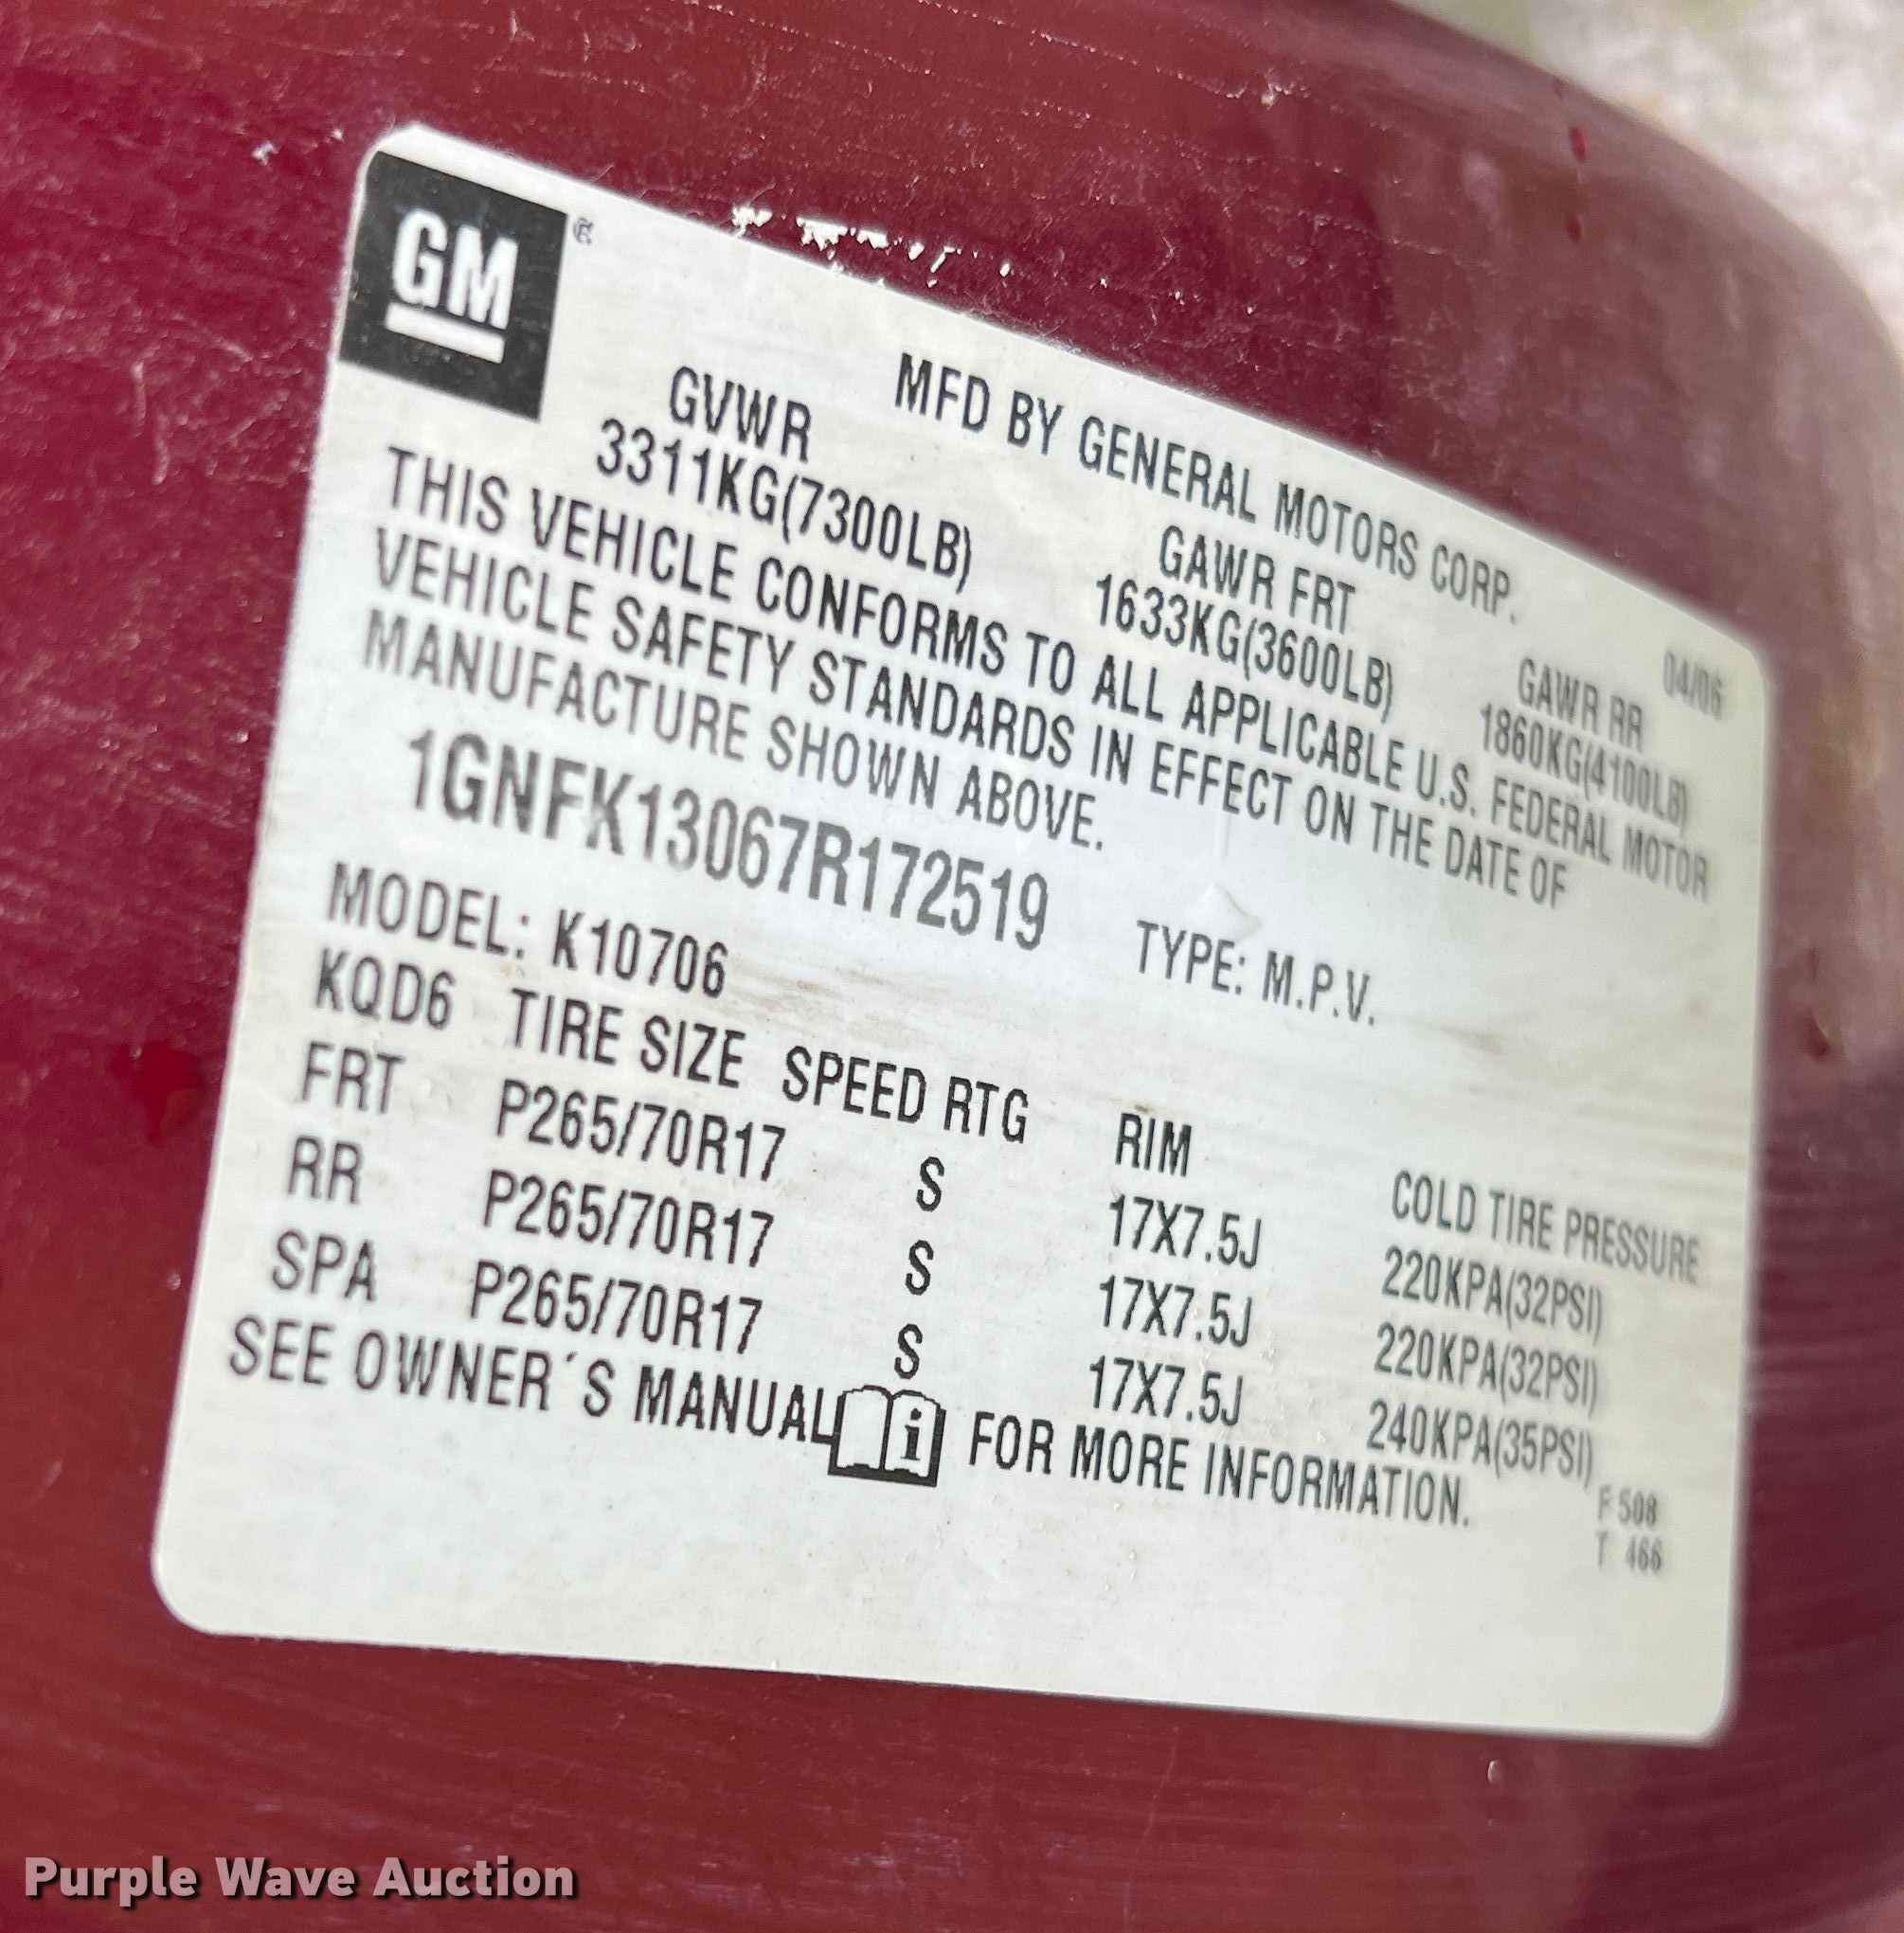 GM
MFD BY GENERAL MOTORS CORP. 04/06
GVWR GAWR FRT GAWR RR
3311KG(7300LB) 1633KG(3600LB) 1860KG(4100LB)
THIS VEHICLE CONFORMS TO ALL APPLICABLE U.S. FEDERAL MOTOR
VEHICLE SAFETY STANDARDS IN EFFECT ON THE DATE OF
MANUFACTURE SHOWN ABOVE.
1GNFK13067R172519 TYPE: M.P.V.
MODEL: K10706
KQD6 TIRE SIZE SPEED RTG RIM COLD TIRE PRESSURE
FRT P265/70R17 S 17X7.5J 220KPA(32PSI)
RR P265/70R17 S 17X7.5J 220KPA(32PSI)
SPA P265/70R17 S 17X7.5J 240KPA(35PSI)
SEE OWNER´S MANUAL i FOR MORE INFORMATION.
F 508
T 466
Purple Wave Auction